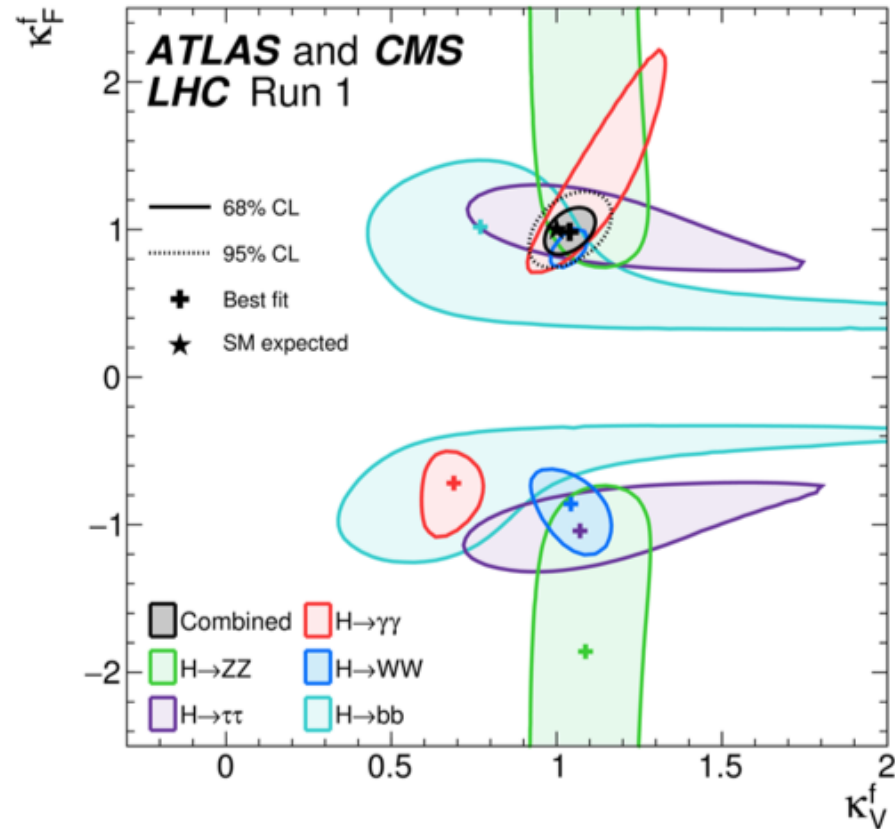 κ_F^f
ATLAS and CMS
LHC Run 1
68% CL
95% CL
Best fit
SM expected
2
1
0
−1
−2
Combined
H→γγ
H→ZZ
H→WW
H→ττ
H→bb
0
0.5
1
1.5
2
κ_V^f